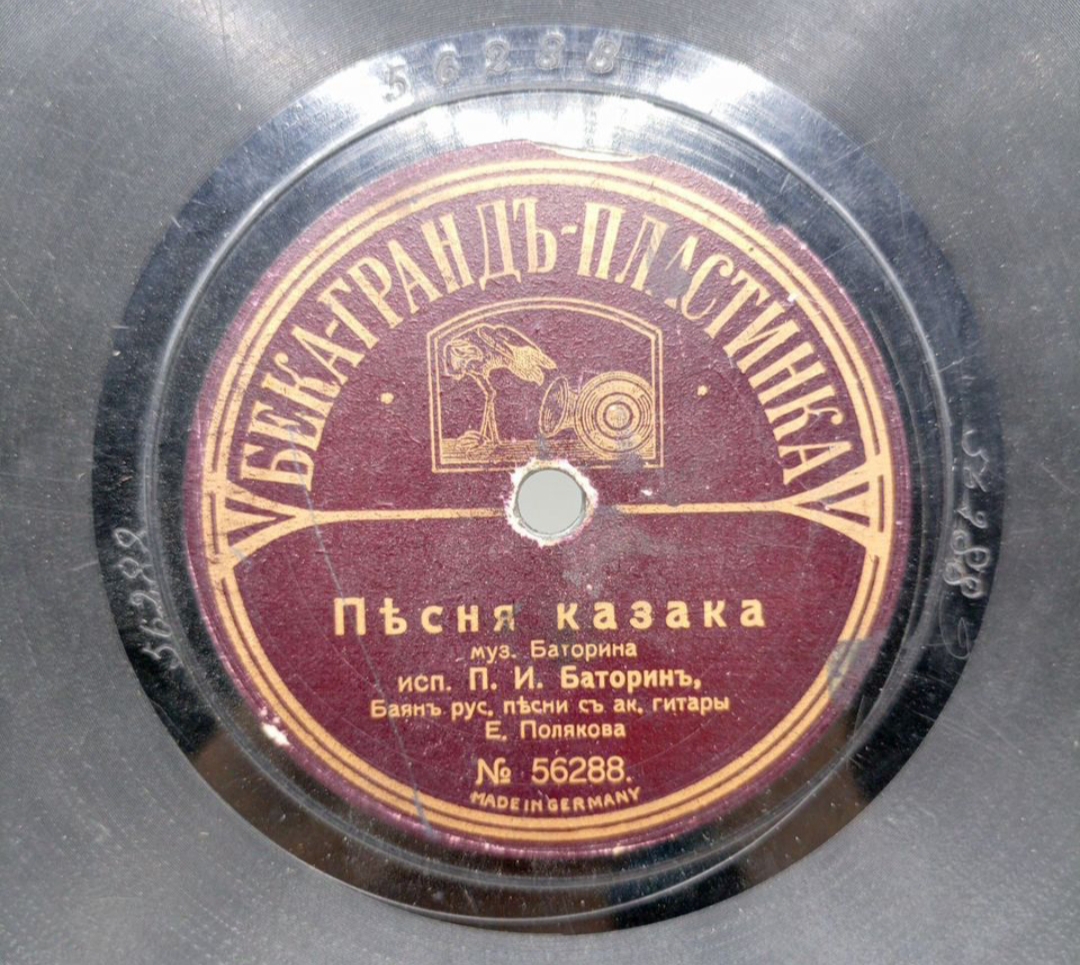 56288
БЕКА-ГРАНДЪ-ПЛАСТИНКА
Пѣсня казака
муз. Баторина
исп. П. И. Баторинъ,
Баянъ рус. пѣсни съ ак. гитары
Е. Полякова
№ 56288.
MADE IN GERMANY
56288